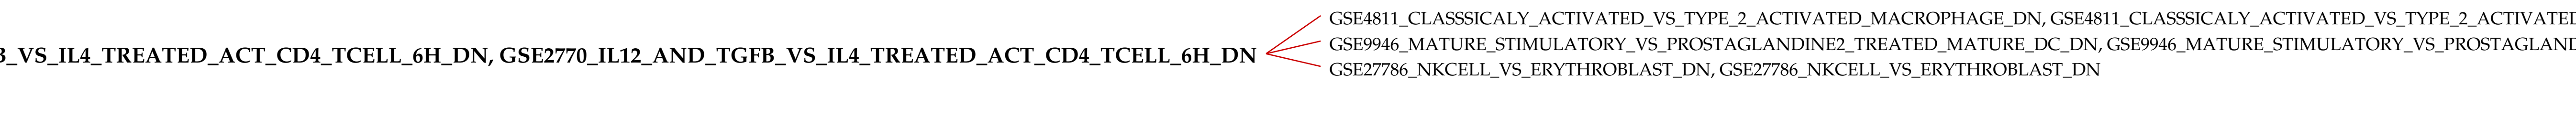 B_VS_IL4_TREATED_ACT_CD4_TCELL_6H_DN, GSE2770_IL12_AND_TGFB_VS_IL4_TREATED_ACT_CD4_TCELL_6H_DN
GSE4811_CLASSSICALY_ACTIVATED_VS_TYPE_2_ACTIVATED_MACROPHAGE_DN, GSE4811_CLASSSICALY_ACTIVATED_VS_TYPE_2_ACTIVATED
GSE9946_MATURE_STIMULATORY_VS_PROSTAGLANDINE2_TREATED_MATURE_DC_DN, GSE9946_MATURE_STIMULATORY_VS_PROSTAGLAND
GSE27786_NKCELL_VS_ERYTHROBLAST_DN, GSE27786_NKCELL_VS_ERYTHROBLAST_DN